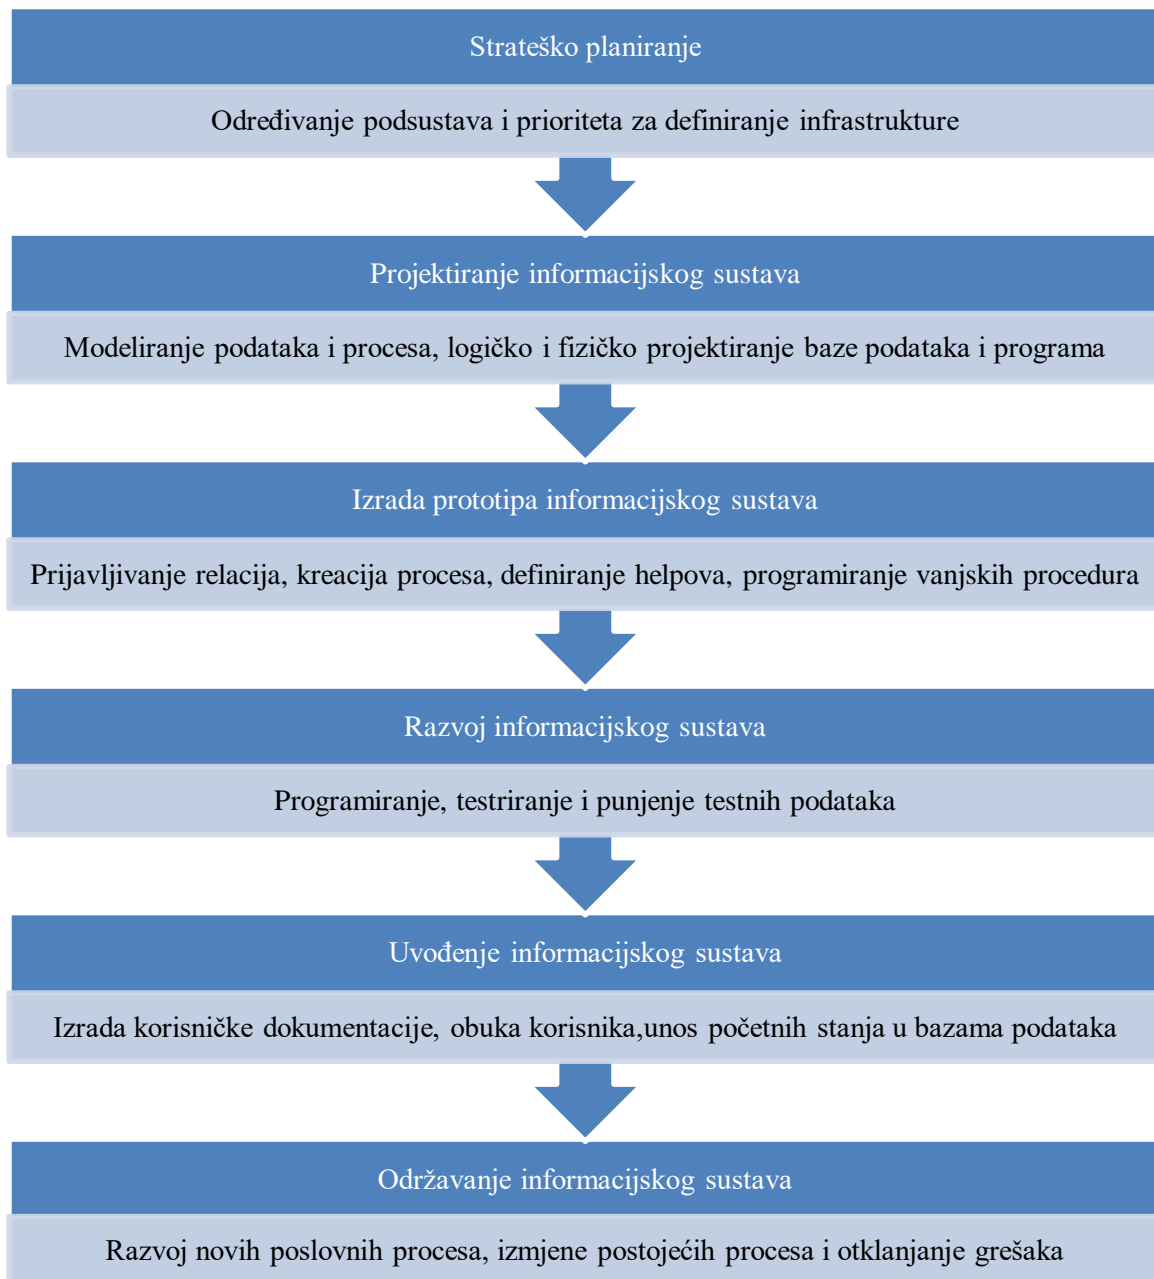 Strateško planiranje
Određivanje podsustava i prioriteta za definiranje infrastrukture
Projektiranje informacijskog sustava
Modeliranje podataka i procesa, logičko i fizičko projektiranje baze podataka i programa
Izrada prototipa informacijskog sustava
Prijavljivanje relacija, kreacija procesa, definiranje helpova, programiranje vanjskih procedura
Razvoj informacijskog sustava
Programiranje, testriranje i punjenje testnih podataka
Uvođenje informacijskog sustava
Izrada korisničke dokumentacije, obuka korisnika,unos početnih stanja u bazama podataka
Održavanje informacijskog sustava
Razvoj novih poslovnih procesa, izmjene postojećih procesa i otklanjanje grešaka